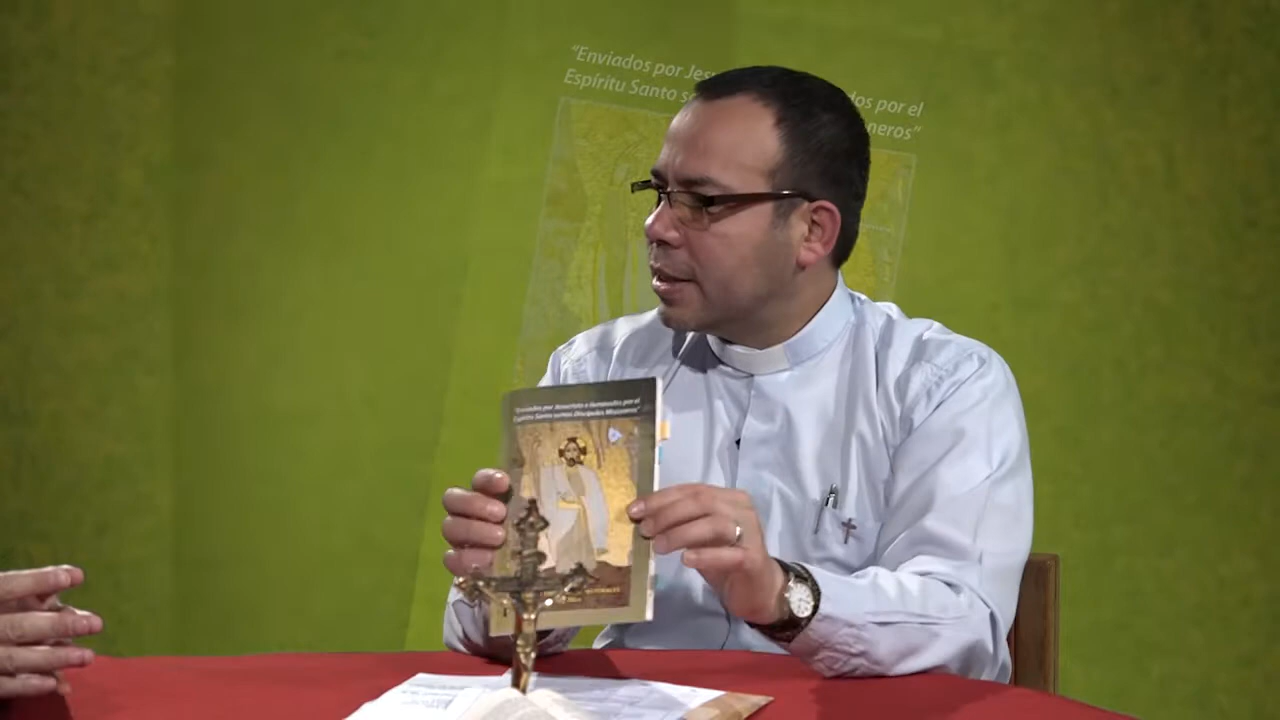 "Enviados por Jes
Espíritu Santo so
dos por el
neros"
"Enviados por Jesucristo e iluminados por el
Espíritu Santo somos Discípulos Misioneros"